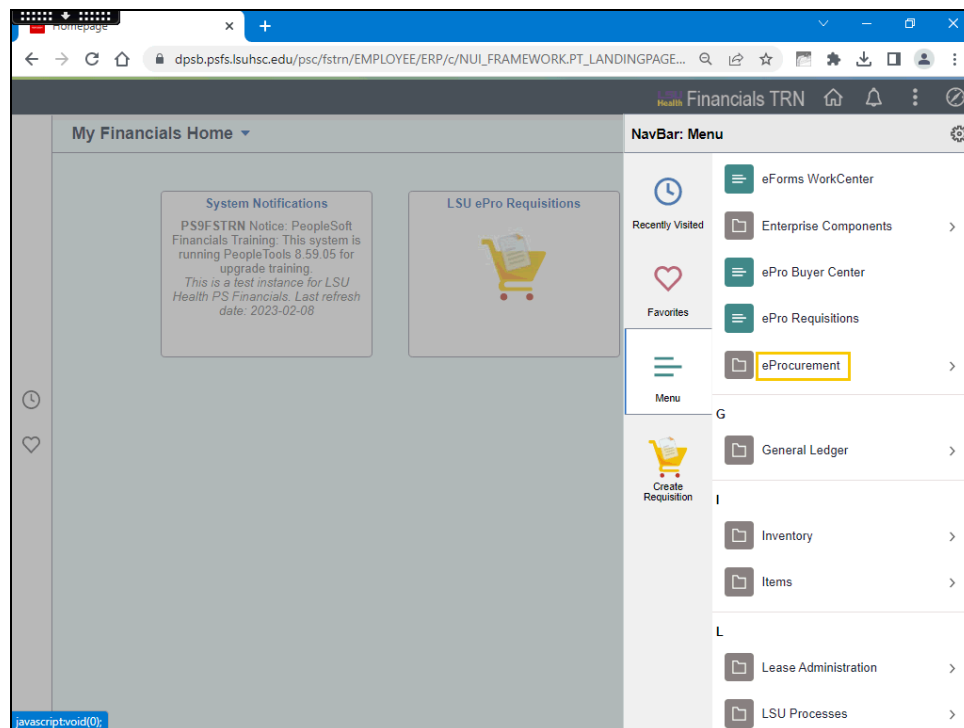 Homepage
dpsb.psfs.lsuhsc.edu/psc/fstrn/EMPLOYEE/ERP/c/NUI_FRAMEWORK.PT_LANDINGPAGE...
Health Financials TRN
My Financials Home
NavBar: Menu
System Notifications
PS9FSTRN Notice: PeopleSoft
Financials Training: This system is
running PeopleTools 8.59.05 for
upgrade training.
This is a test instance for LSU
Health PS Financials. Last refresh
date: 2023-02-08
LSU ePro Requisitions
Recently Visited
Favorites
Menu
Create
Requisition
eForms WorkCenter
Enterprise Components
ePro Buyer Center
ePro Requisitions
eProcurement
G
General Ledger
I
Inventory
Items
L
Lease Administration
LSU Processes
javascript:void(0);